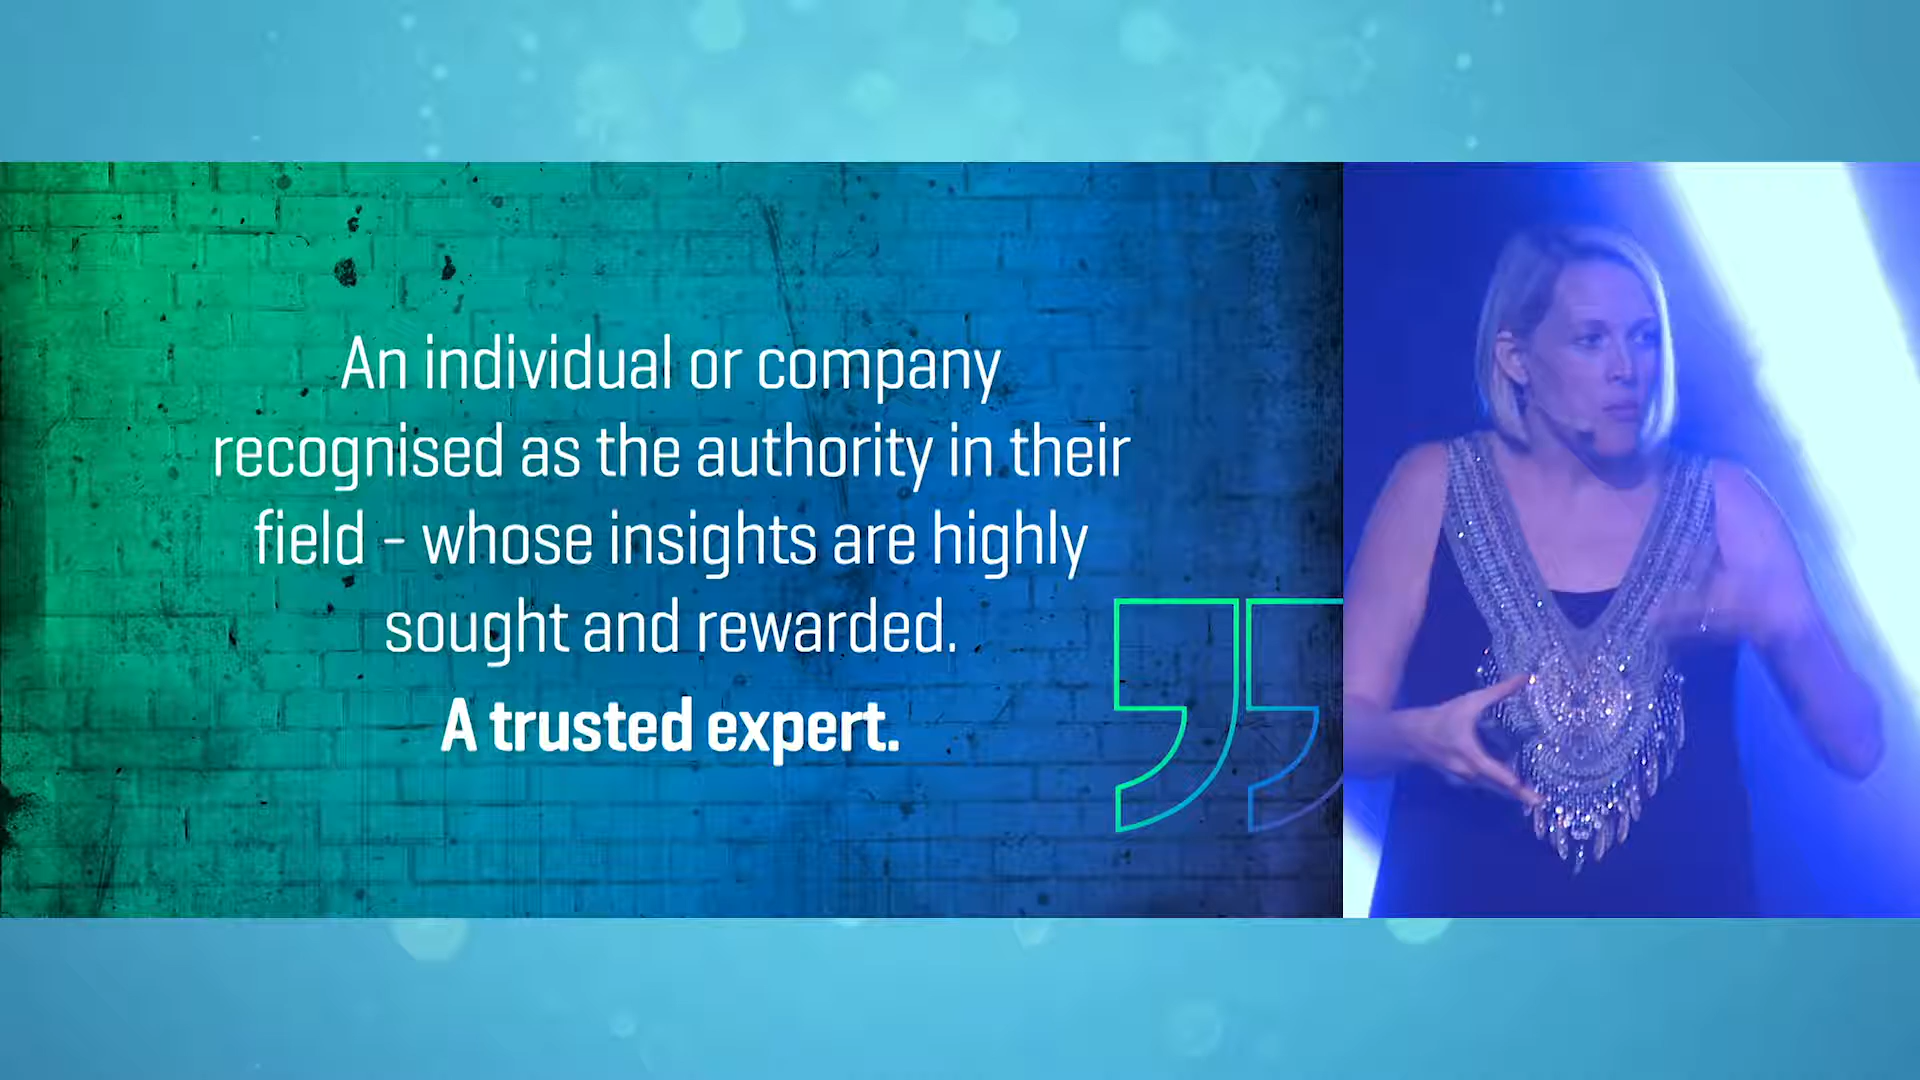 An individual or company
recognised as the authority in their
field – whose insights are highly
sought and rewarded.
A trusted expert.